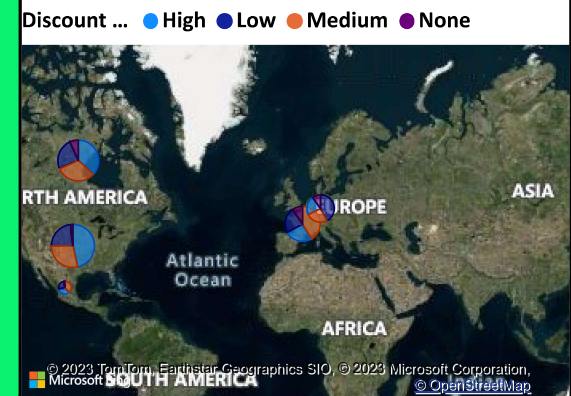 Discount ... High Low Medium None
RTH AMERICA
EUROPE
ASIA
Atlantic
Ocean
AFRICA
© 2023 TomTom, Earthstar Geographics SIO, © 2023 Microsoft Corporation,
Microsoft
SOUTH AMERICA
© OpenStreetMap